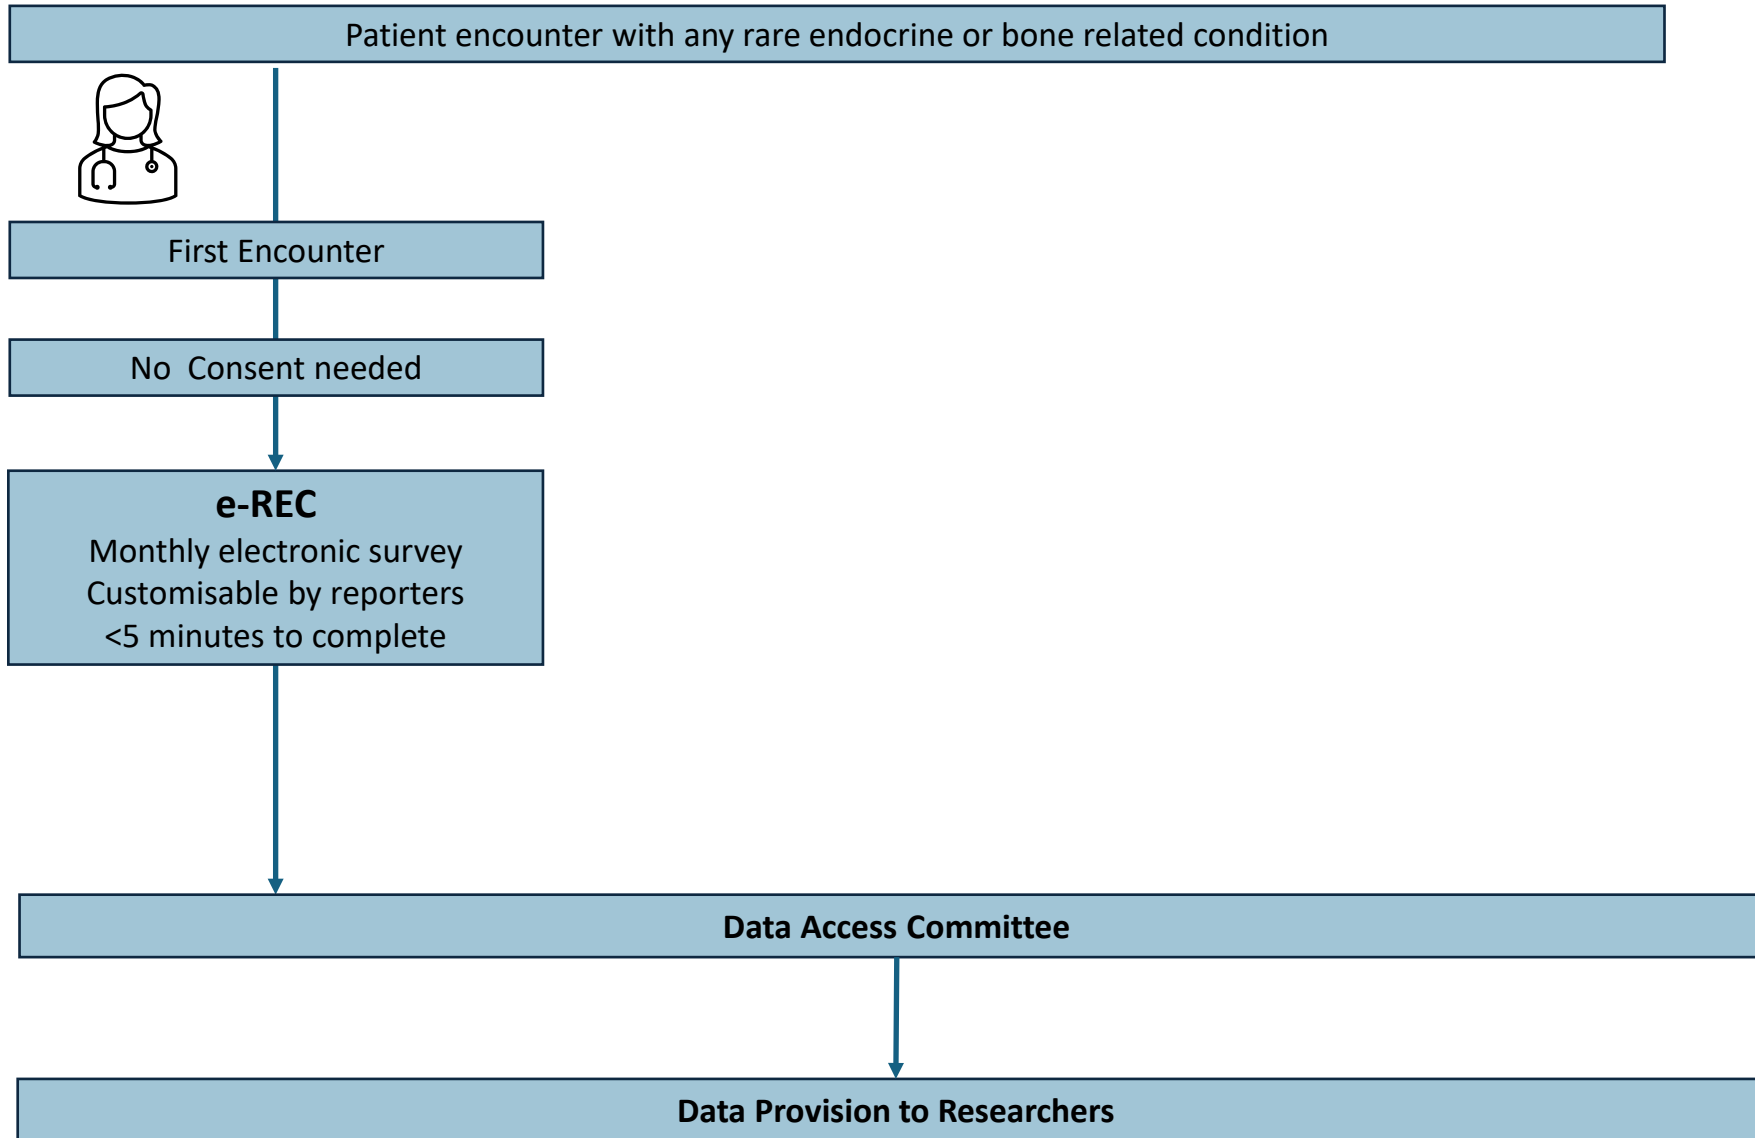 Patient encounter with any rare endocrine or bone related condition
First Encounter
No  Consent needed
e-REC
Monthly electronic survey
Customisable by reporters
<5 minutes to complete
Data Access Committee
Data Provision to Researchers